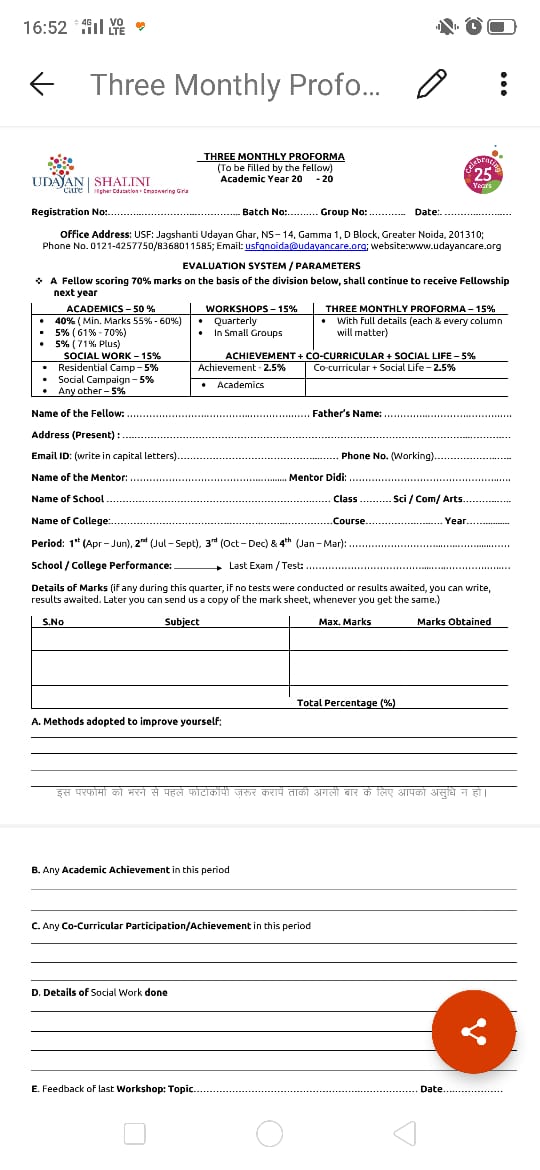 16:52 4G VO LTE
Three Monthly Profo...
UDAYAN care | SHALINI
Higher Education • Empowering Girls
THREE MONTHLY PROFORMA
(To be filled by the fellow)
Academic Year 20 - 20
Celebrating 25 Years
Registration No:........................................ Batch No:.......... Group No: ........... Date: .....................
Office Address: USF: Jagshanti Udayan Ghar, NS – 14, Gamma 1, D Block, Greater Noida, 201310;
Phone No. 0121-4257750/8368011585; Email: usfgnoida@udayancare.org; website:www.udayancare.org
EVALUATION SYSTEM / PARAMETERS
❖ A Fellow scoring 70% marks on the basis of the division below, shall continue to receive Fellowship
next year
ACADEMICS – 50 % WORKSHOPS – 15% THREE MONTHLY PROFORMA – 15%
• 40% ( Min. Marks 55% - 60%) • Quarterly • With full details (each & every column
• 5% ( 61% - 70%) • In Small Groups will matter)
• 5% ( 71% Plus)
SOCIAL WORK – 15% ACHIEVEMENT + CO-CURRICULAR + SOCIAL LIFE – 5%
• Residential Camp – 5% Achievement - 2.5% Co-curricular + Social Life – 2.5%
• Social Campaign – 5% • Academics
• Any other – 5%
Name of the Fellow: ........................................................ Father's Name: .......................................
Address (Present) : ........................................................................................................................
Email ID: (write in capital letters)................................................. Phone No. (Working).......................
Name of the Mentor: ............................................... Mentor Didi: .................................................
Name of School .................................................................... Class .......... Sci / Com/ Arts...............
Name of College:...................................................................Course....................... Year.............
Period: 1st (Apr – Jun), 2nd (Jul – Sept), 3rd (Oct – Dec) & 4th (Jan – Mar): .................................................
School / College Performance: Last Exam / Test: ..............................................................
Details of Marks (if any during this quarter, if no tests were conducted or results awaited, you can write,
results awaited. Later you can send us a copy of the mark sheet, whenever you get the same.)
S.No Subject Max. Marks Marks Obtained
Total Percentage (%)
A. Methods adopted to improve yourself:
इस परफोर्मा को भरने से पहले फोटोकॉपी जरूर करायें ताकी अगली बार के लिए आपको असुधि न हो।
B. Any Academic Achievement in this period
C. Any Co-Curricular Participation/Achievement in this period
D. Details of Social Work done
E. Feedback of last Workshop: Topic.................................................................... Date..................